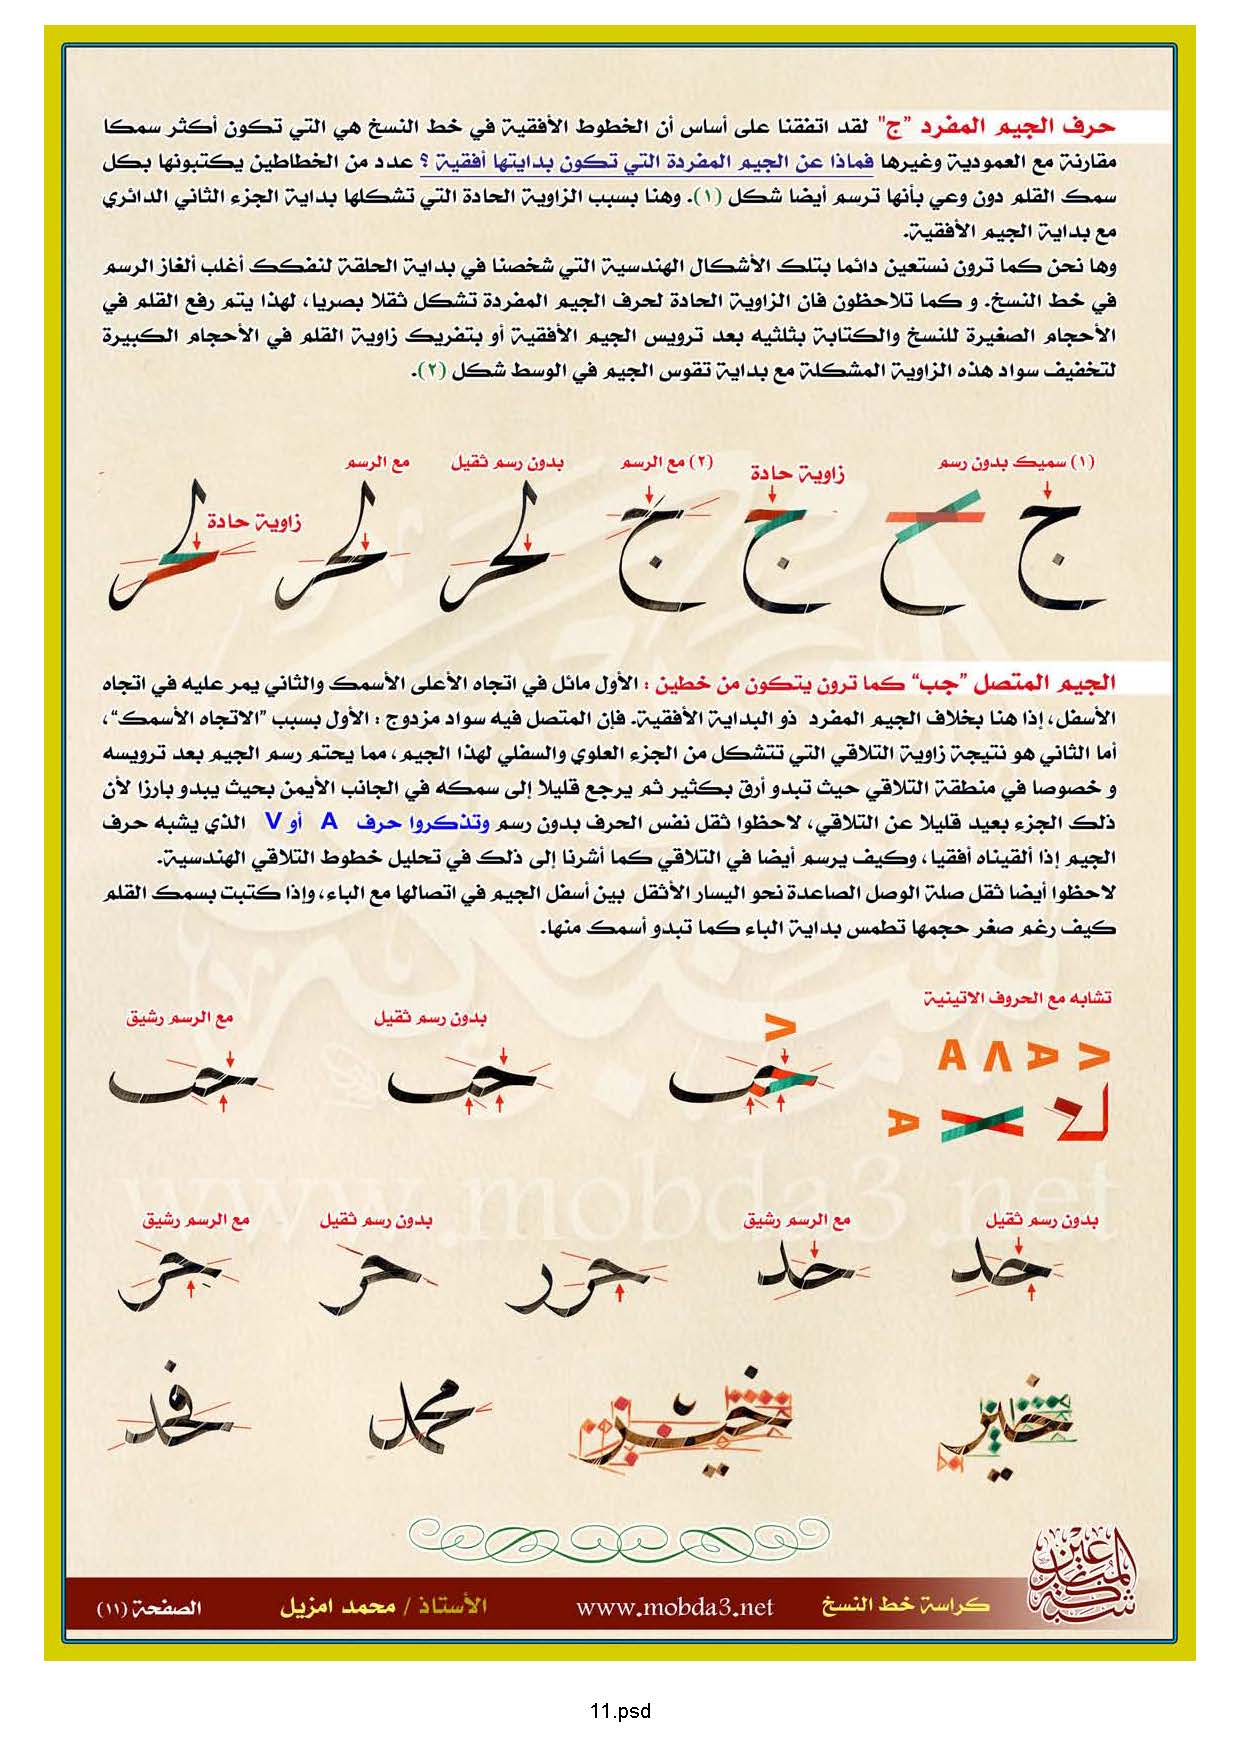 حرف الجيم المفرد "ج" لقد اتفقنا على أساس أن الخطوط الأفقية في خط النسخ هي التي تكون أكثر سمكا
مقارنة مع العمودية وغيرها فماذا عن الجيم المفردة التي تكون بدايتها أفقية ؟ عدد من الخطاطين يكتبونها بكل
سمك القلم دون وعي بأنها ترسم أيضا شكل (١). وهنا بسبب الزاوية الحادة التي تشكلها بداية الجزء الثاني الدائري
مع بداية الجيم الأفقية.
وها نحن كما ترون نستعين دائما بتلك الأشكال الهندسية التي شخصنا في بداية الحلقة لنفكك أغلب ألغاز الرسم
في خط النسخ. و كما تلاحظون فان الزاوية الحادة لحرف الجيم المفردة تشكل ثقلا بصريا، لهذا يتم رفع القلم في
الأحجام الصغيرة للنسخ والكتابة بثلثيه بعد ترويس الجيم الأفقية أو بتفريك زاوية القلم في الأحجام الكبيرة
لتخفيف سواد هذه الزاوية المشكلة مع بداية تقوس الجيم في الوسط شكل (٢).
(١) سميك بدون رسم
زاوية حادة
(٢) مع الرسم
بدون رسم ثقيل
مع الرسم
زاوية حادة
ج ح ج ج
الجيم المتصل "جب" كما ترون يتكون من خطين : الأول مائل في اتجاه الأعلى الأسمك والثاني يمر عليه في اتجاه
الأسفل، إذا هنا بخلاف الجيم المفرد ذو البداية الأفقية. فإن المتصل فيه سواد مزدوج : الأول بسبب "الاتجاه الأسمك"،
أما الثاني هو نتيجة زاوية التلاقي التي تتشكل من الجزء العلوي والسفلي لهذا الجيم، مما يحتم رسم الجيم بعد ترويسه
و خصوصا في منطقة التلاقي حيث تبدو أرق بكثير ثم يرجع قليلا إلى سمكه في الجانب الأيمن بحيث يبدو بارزا لأن
ذلك الجزء بعيد قليلا عن التلاقي، لاحظوا ثقل نفس الحرف بدون رسم وتذكروا حرف A أو V الذي يشبه حرف
الجيم إذا ألقيناه أفقيا، وكيف يرسم أيضا في التلاقي كما أشرنا إلى ذلك في تحليل خطوط التلاقي الهندسية.
لاحظوا أيضا ثقل صلة الوصل الصاعدة نحو اليسار الأثقل بين أسفل الجيم في اتصالها مع الباء، وإذا كتبت بسمك القلم
كيف رغم صغر حجمها تطمس بداية الباء كما تبدو أسمك منها.
تشابه مع الحروف الاتينية
بدون رسم ثقيل
مع الرسم رشيق
V A V A
A
حب حب حب
بدون رسم ثقيل
مع الرسم رشيق
بدون رسم ثقيل
مع الرسم رشيق
حد حد حرر حر حر
خير خبز محمد فحد
شبكة المبدعين
كراسة خط النسخ
www.mobda3.net
الأستاذ / محمد امزيل
الصفحة (١١)
11.psd